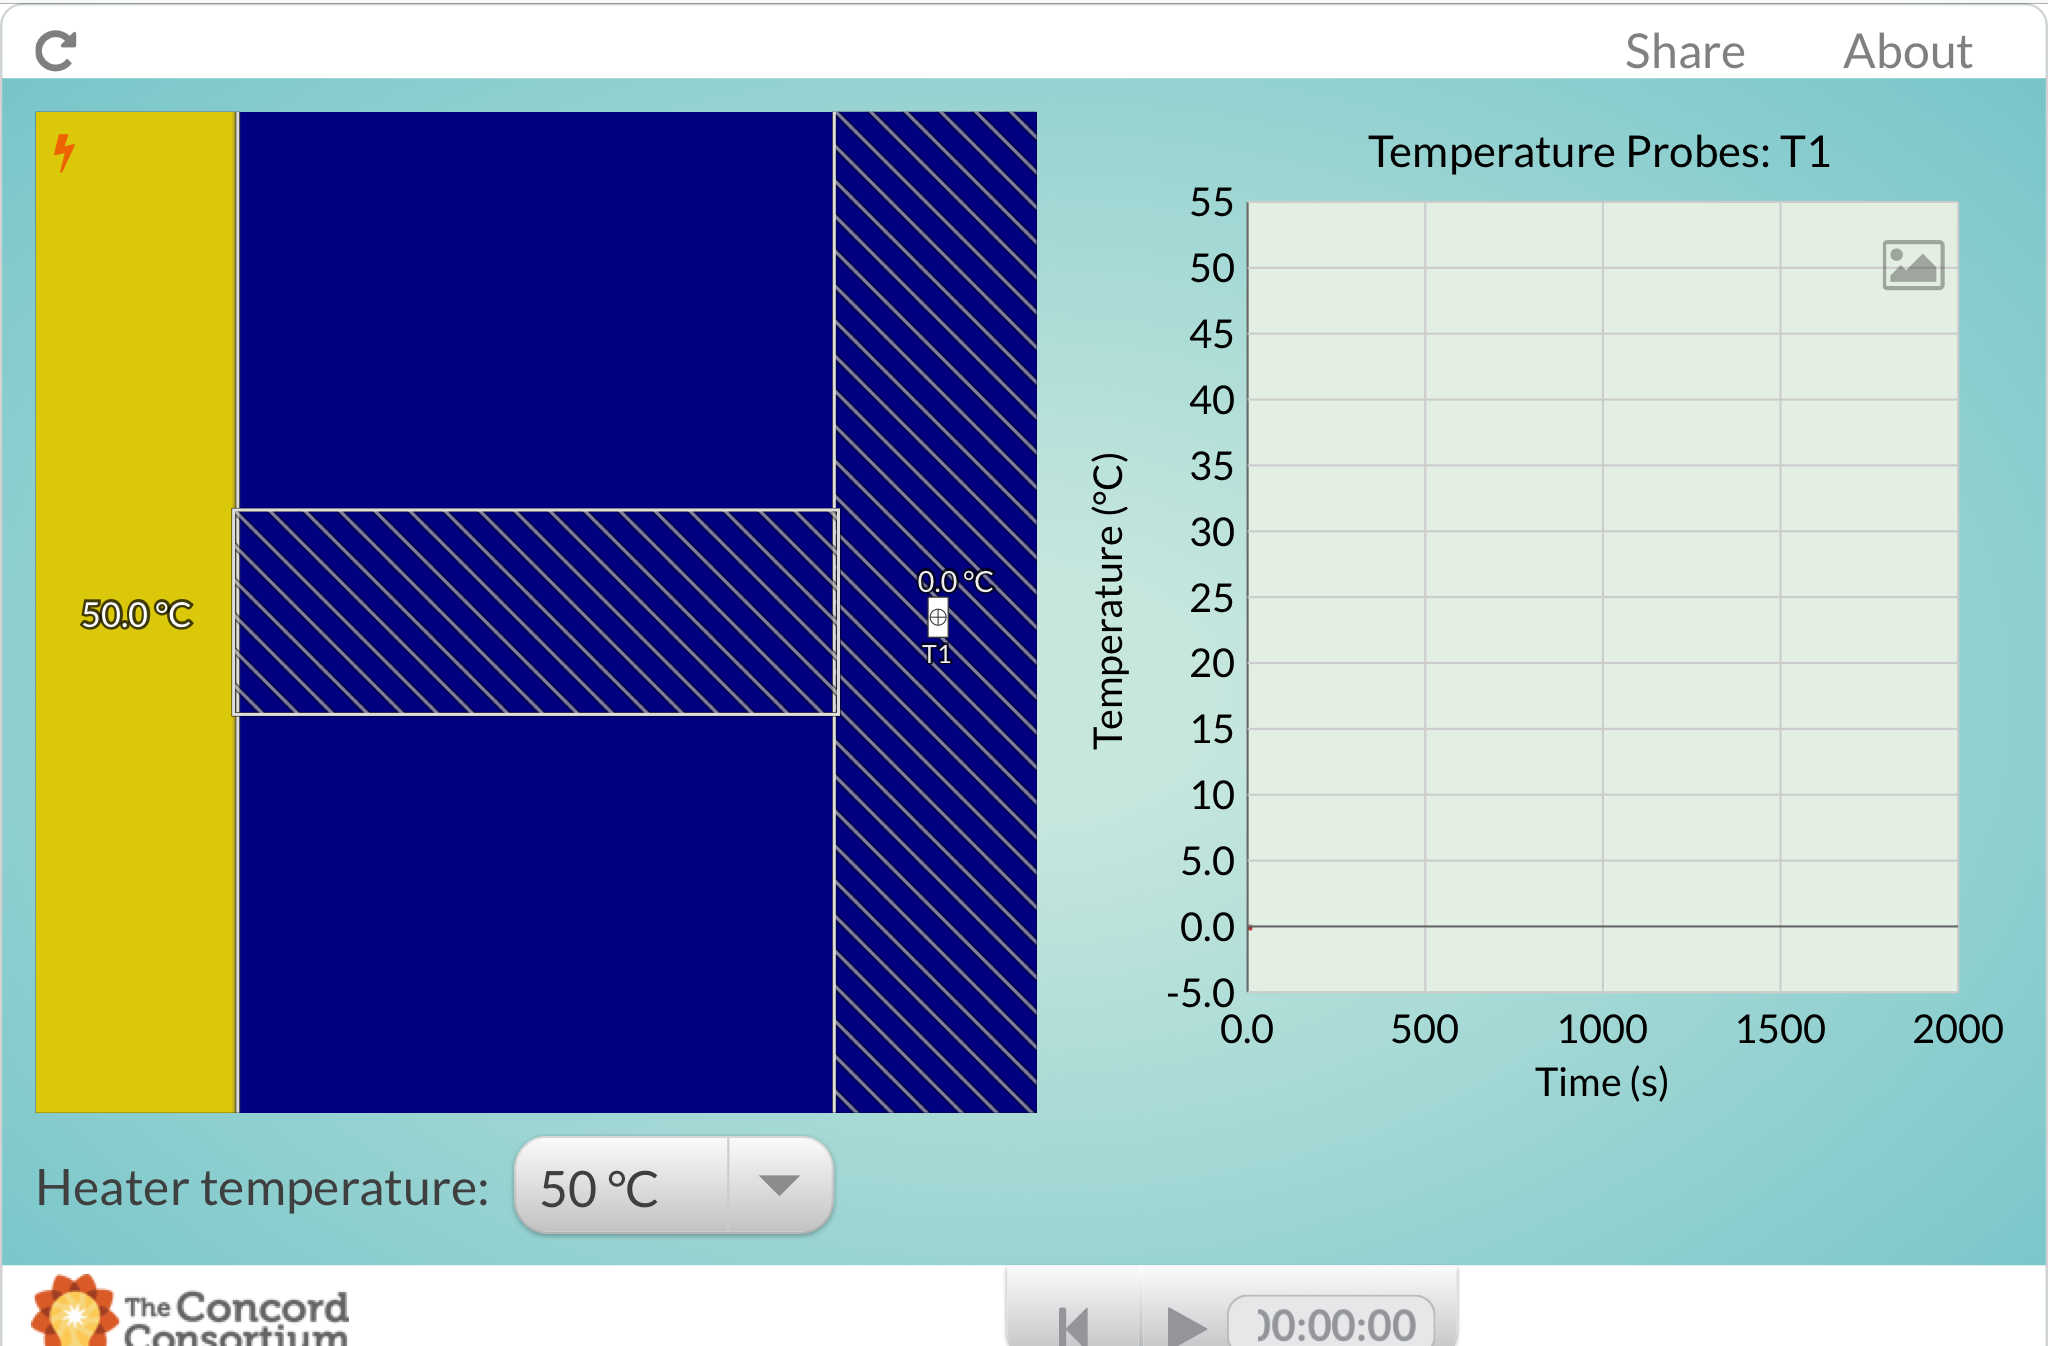 Share About
Temperature Probes: T1
55
50
45
40
35
30
25
20
15
10
5.0
0.0
-5.0
Temperature (°C)
0.0 500 1000 1500 2000
Time (s)
50.0 °C
0.0 °C
T1
Heater temperature: 50 °C
The Concord
Consortium
00:00:00